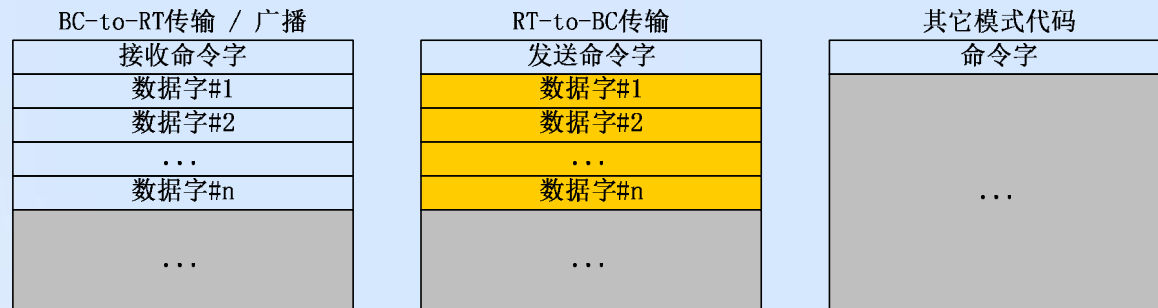 BC-to-RT传输 / 广播
接收命令字
数据字#1
数据字#2
...
数据字#n
...
RT-to-BC传输
发送命令字
数据字#1
数据字#2
...
数据字#n
...
其它模式代码
命令字
...